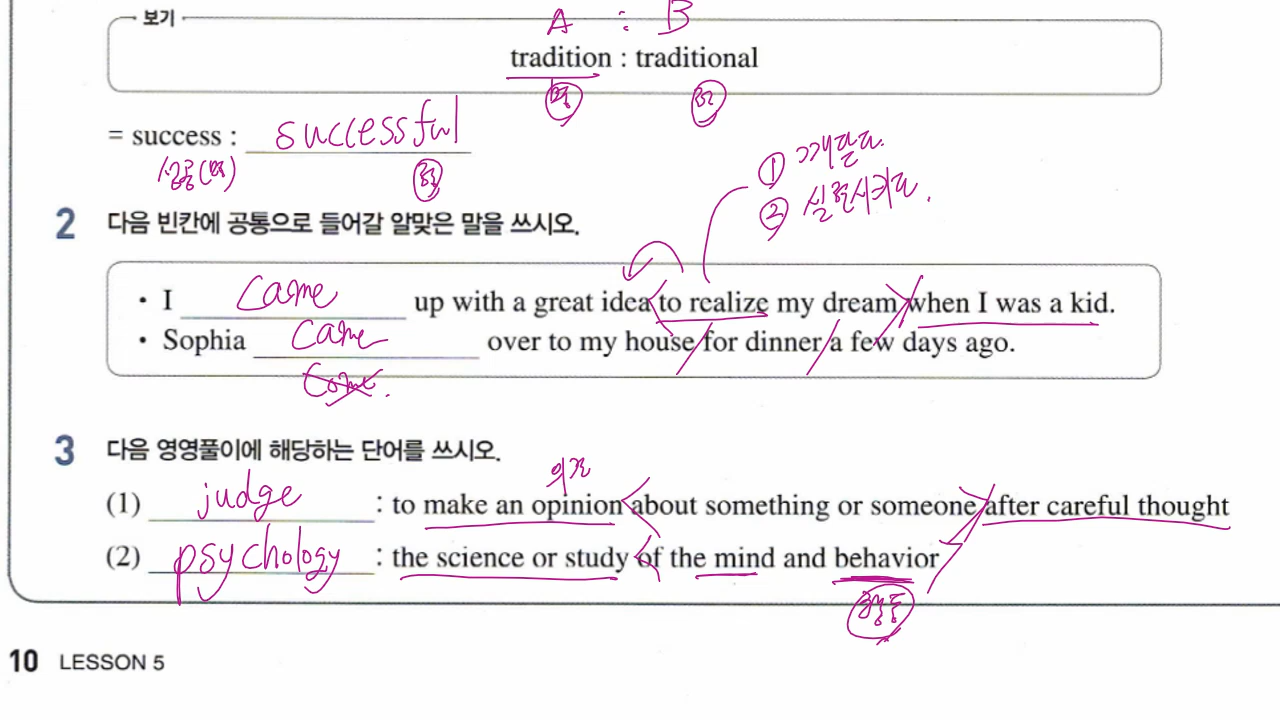 보기
A : B
tradition : traditional
명 형
= success : successful
성공(명) 형
① 깨닫다.
② 실현시키다.
2 다음 빈칸에 공통으로 들어갈 알맞은 말을 쓰시오.
• I came up with a great idea to realize my dream when I was a kid.
• Sophia came over to my house for dinner a few days ago.
come.
3 다음 영영풀이에 해당하는 단어를 쓰시오.
의견
(1) judge : to make an opinion about something or someone after careful thought
(2) psychology : the science or study of the mind and behavior
행동
10 LESSON 5